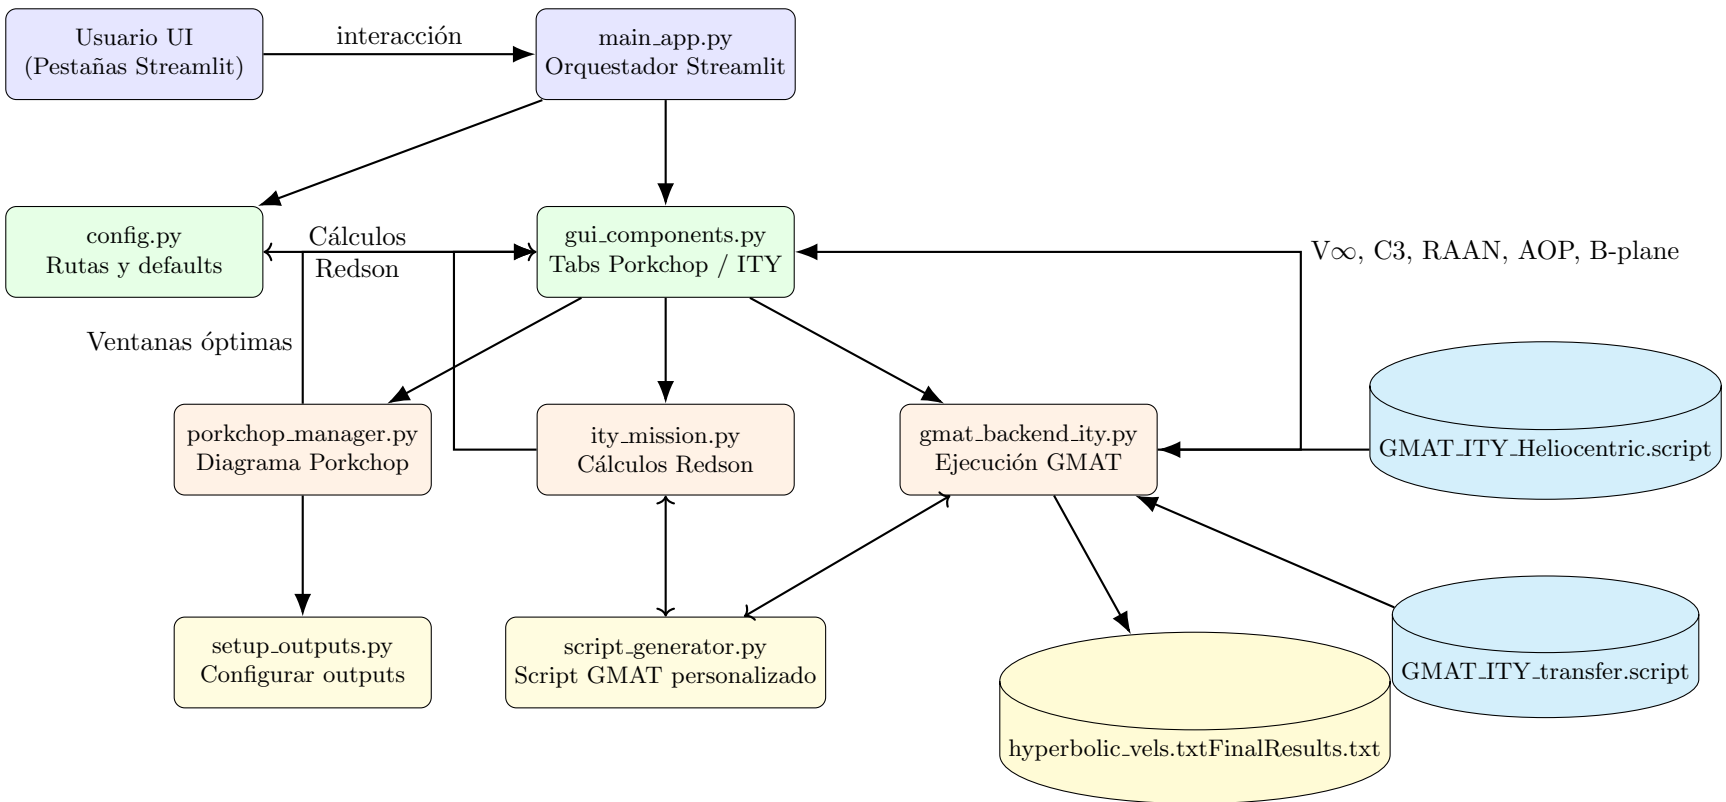 Usuario UI
(Pestañas Streamlit)
interacción
main_app.py
Orquestador Streamlit
config.py
Rutas y defaults
Cálculos
Redson
gui_components.py
Tabs Porkchop / ITY
V∞, C3, RAAN, AOP, B-plane
Ventanas óptimas
porkchop_manager.py
Diagrama Porkchop
ity_mission.py
Cálculos Redson
gmat_backend_ity.py
Ejecución GMAT
GMAT_ITY_Heliocentric.script
setup_outputs.py
Configurar outputs
script_generator.py
Script GMAT personalizado
GMAT_ITY_transfer.script
hyperbolic_vels.txtFinalResults.txt